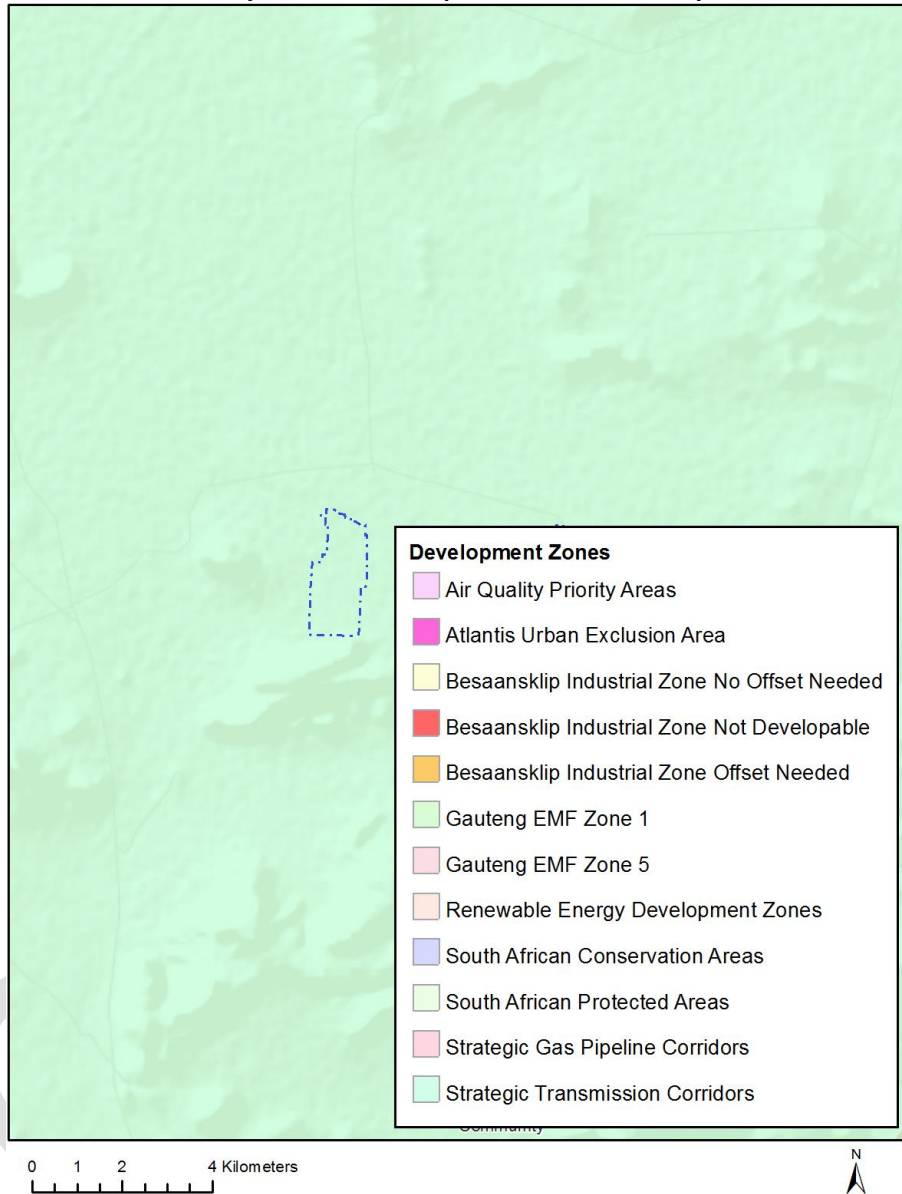 Development Zones
Air Quality Priority Areas
Atlantis Urban Exclusion Area
Besaansklip Industrial Zone No Offset Needed
Besaansklip Industrial Zone Not Developable
Besaansklip Industrial Zone Offset Needed
Gauteng EMF Zone 1
Gauteng EMF Zone 5
Renewable Energy Development Zones
South African Conservation Areas
South African Protected Areas
Strategic Gas Pipeline Corridors
Strategic Transmission Corridors
Community
0 1 2 4 Kilometers
N